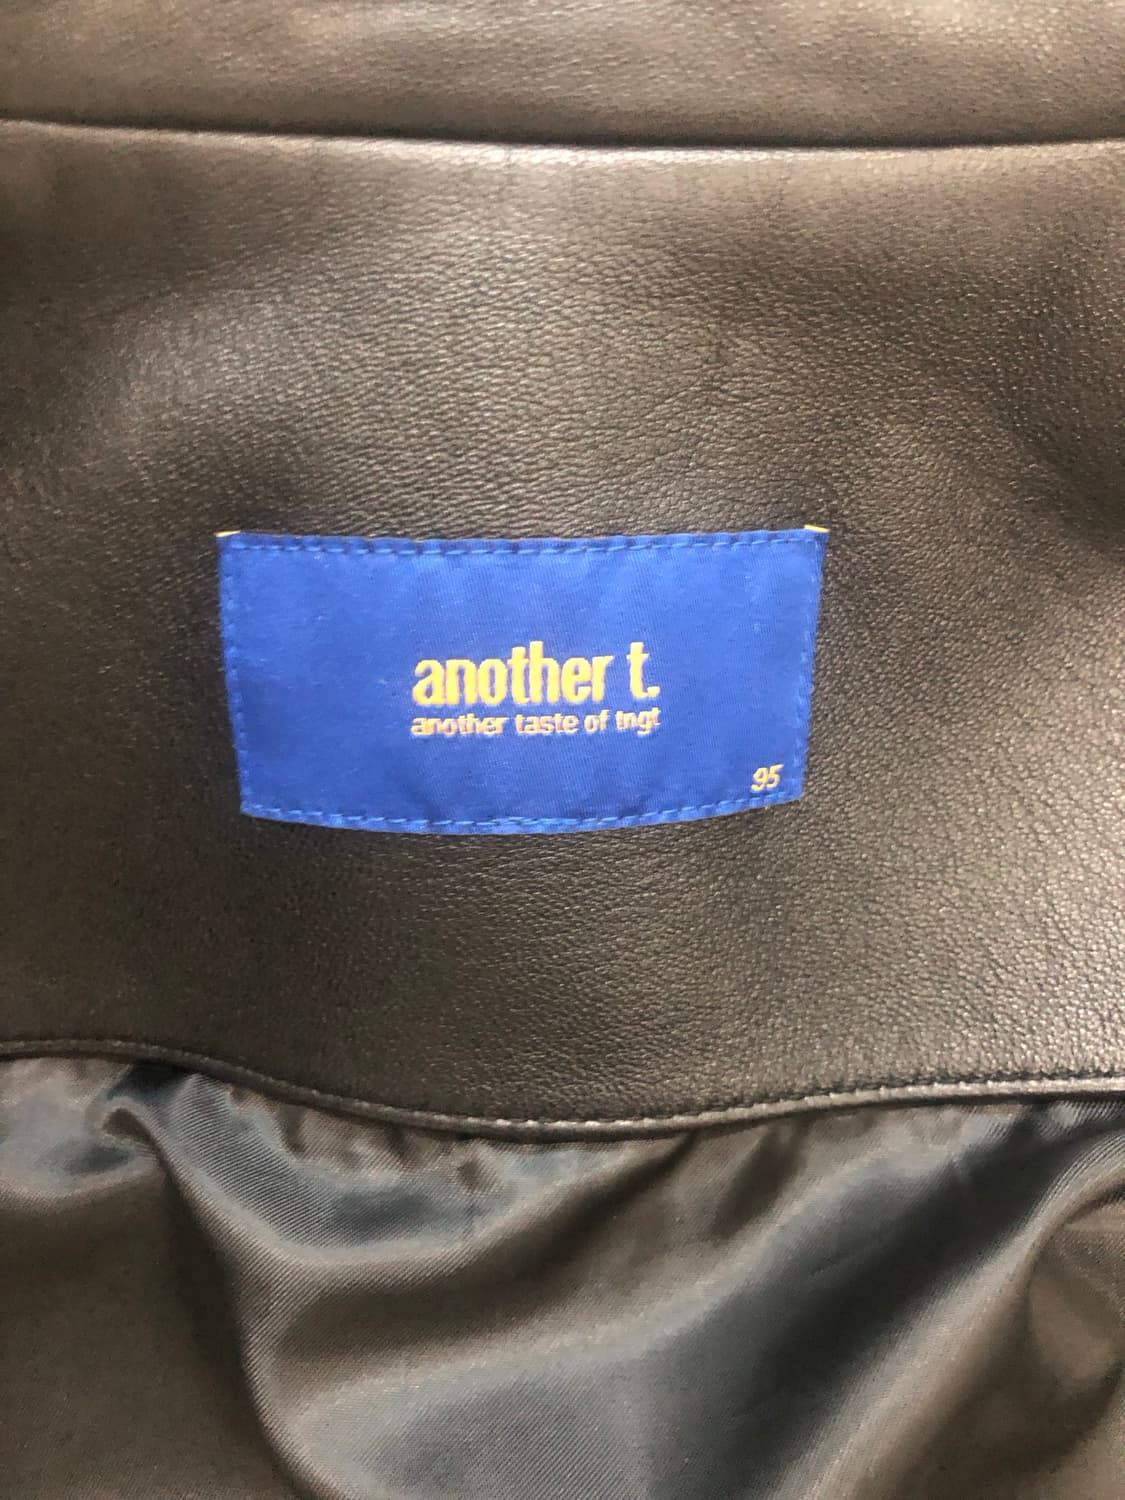 another t.
another taste of tngt
95